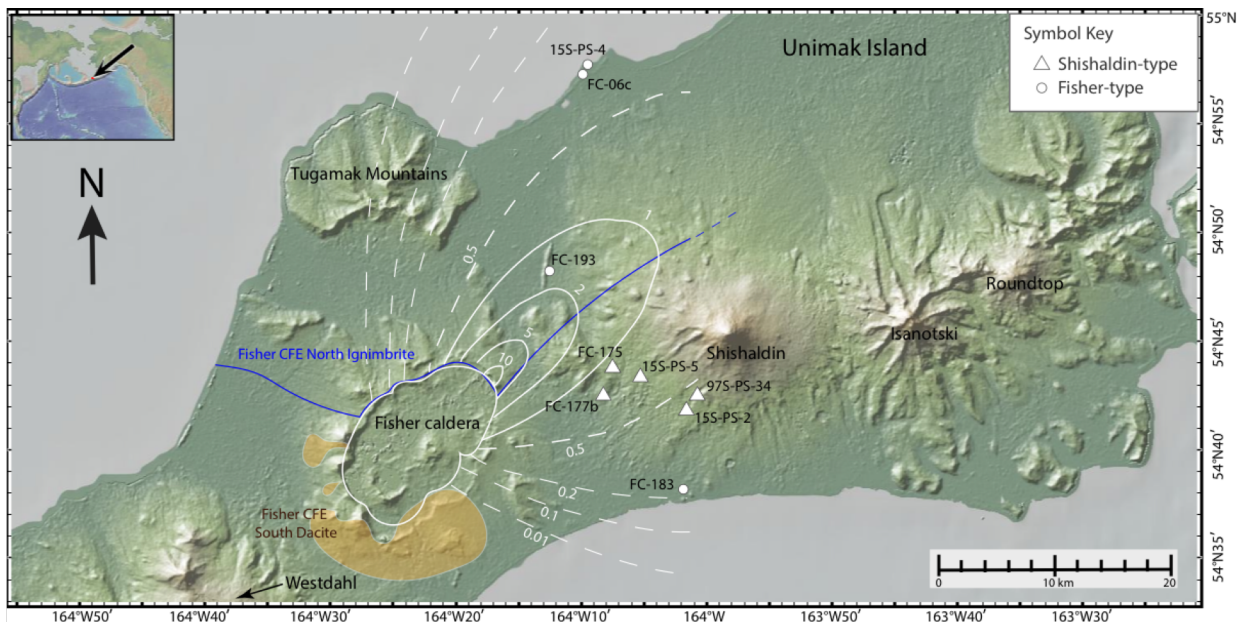 55°N
Unimak Island
Symbol Key
Shishaldin-type
Fisher-type
15S-PS-4
FC-06c
54°N55′
Tugamak Mountains
N
54°N50′
0.5
1
FC-193
2
Roundtop
5
Isanotski
54°N45′
Fisher CFE North Ignimbrite
10
FC-175
Shishaldin
15S-PS-5
97S-PS-34
FC-177b
15S-PS-2
Fisher caldera
0.5
54°N40′
0.2
FC-183
0.1
Fisher CFE
South Dacite
0.01
54°N35′
Westdahl
0
10 km
20
164°W50′
164°W40′
164°W30′
164°W20′
164°W10′
164°W
163°W50′
163°W40′
163°W30′